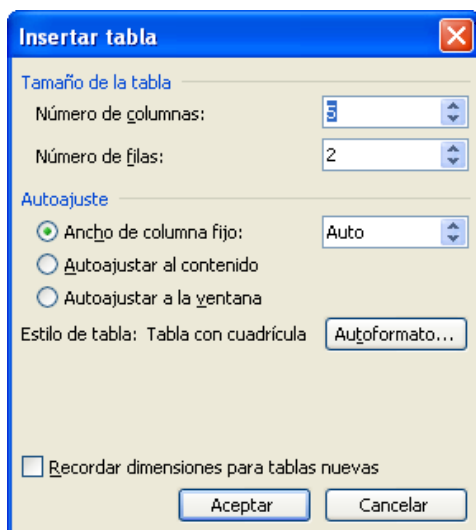 Insertar tabla
Tamaño de la tabla
Número de columnas: 5
Número de filas: 2
Autoajuste
Ancho de columna fijo: Auto
Autoajustar al contenido
Autoajustar a la ventana
Estilo de tabla: Tabla con cuadrícula Autoformato...
Recordar dimensiones para tablas nuevas
Aceptar Cancelar